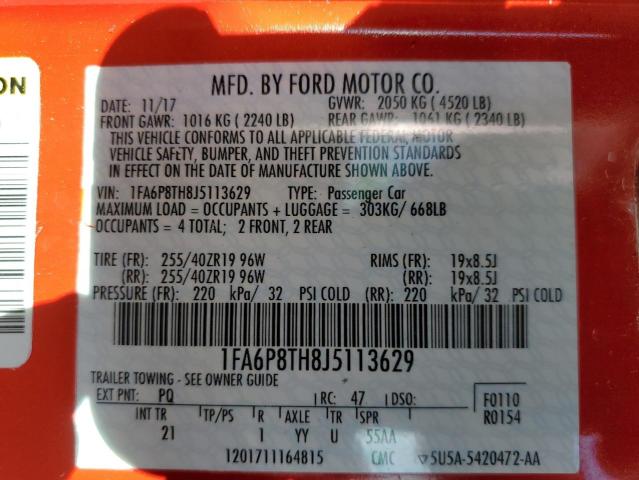 ON
MFD. BY FORD MOTOR CO.
DATE: 11/17 GVWR: 2050 KG ( 4520 LB)
FRONT GAWR: 1016 KG ( 2240 LB) REAR GAWR: 1061 KG ( 2340 LB)
THIS VEHICLE CONFORMS TO ALL APPLICABLE FEDERAL MOTOR
VEHICLE SAFETY, BUMPER, AND THEFT PREVENTION STANDARDS
IN EFFECT ON THE DATE OF MANUFACTURE SHOWN ABOVE.
VIN: 1FA6P8TH8J5113629 TYPE: Passenger Car
MAXIMUM LOAD = OCCUPANTS + LUGGAGE = 303KG/ 668LB
OCCUPANTS = 4 TOTAL; 2 FRONT, 2 REAR
TIRE (FR): 255/40ZR19 96W RIMS (FR): 19x8.5J
(RR): 255/40ZR19 96W (RR): 19x8.5J
PRESSURE (FR): 220 kPa/ 32 PSI COLD (RR): 220 kPa/ 32 PSI COLD
1FA6P8TH8J5113629
TRAILER TOWING - SEE OWNER GUIDE
EXT PNT: PQ RC: 47 DSO: F0110
INT TR TP/PS R AXLE TR SPR R0154
21 1 YY U 55AA
1201711164815 CMC ▽5U5A-5420472-AA